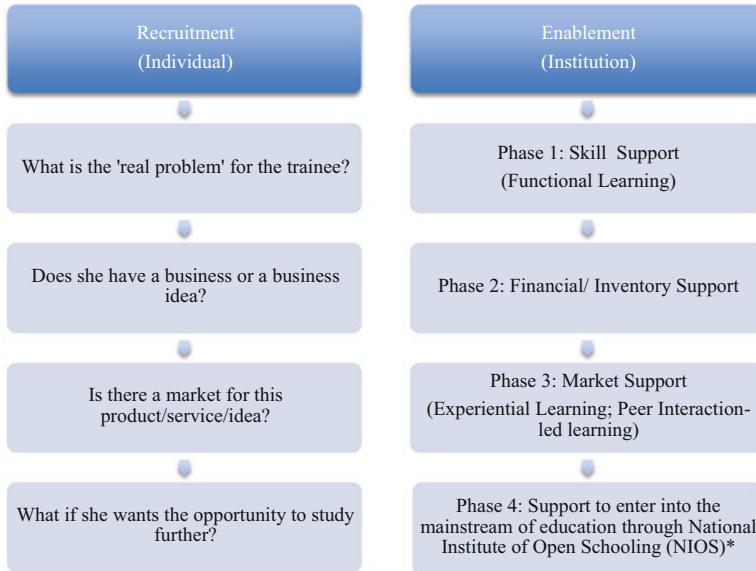 Recruitment
(Individual)
What is the 'real problem' for the trainee?
Does she have a business or a business
idea?
Is there a market for this
product/service/idea?
What if she wants the opportunity to study
further?
Enablement
(Institution)
Phase 1: Skill Support
(Functional Learning)
Phase 2: Financial/ Inventory Support
Phase 3: Market Support
(Experiential Learning; Peer Interaction-
led learning)
Phase 4: Support to enter into the
mainstream of education through National
Institute of Open Schooling (NIOS)*